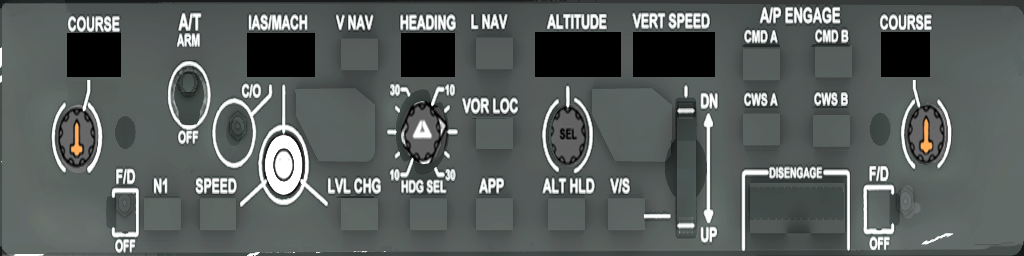 COURSE
A/T
ARM
OFF
IAS/MACH
C/O
V NAV
HEADING
L NAV
ALTITUDE
VERT SPEED
A/P ENGAGE
CMD A
CMD B
COURSE
30
10
10
30
HDG SEL
VOR LOC
SEL
DN
UP
CWS A
CWS B
F/D
OFF
N1
SPEED
LVL CHG
APP
ALT HLD
V/S
DISENGAGE
F/D
OFF